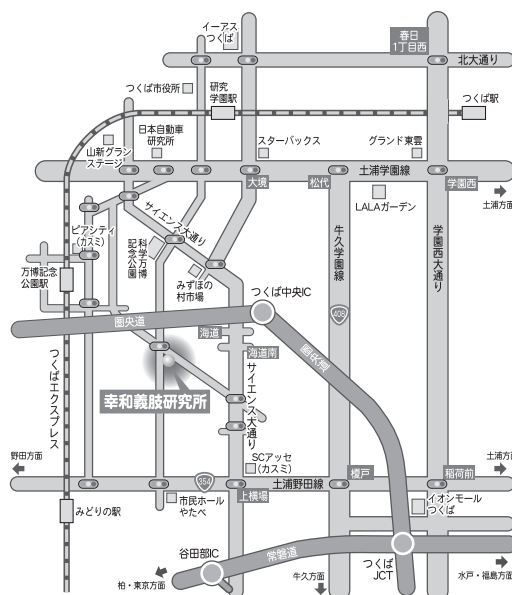 イーアス
つくば
春日
1丁目西
北大通り
つくば市役所
研究
学園駅
つくば駅
日本自動車
研究所
スターバックス
グランド東雲
山新グラン
ステージ
土浦学園線
大境
松代
学園西
土浦方面
LALAガーデン
サイエンス大通り
ピアシティ
(カスミ)
科学万博
記念公園
牛久学園線
学園西大通り
万博記念
公園駅
みずほの
村市場
つくば中央IC
408
圏央道
海道
圏央道
海道南
つくばエクスプレス
幸和義肢研究所
サイエンス大通り
野田方面
SCアッセ
(カスミ)
榎戸
稲荷前
土浦方面
354
土浦野田線
上横場
市民ホール
やたべ
イオンモール
つくば
みどりの駅
谷田部IC
常磐道
つくば
JCT
柏・東京方面
牛久方面
水戸・福島方面